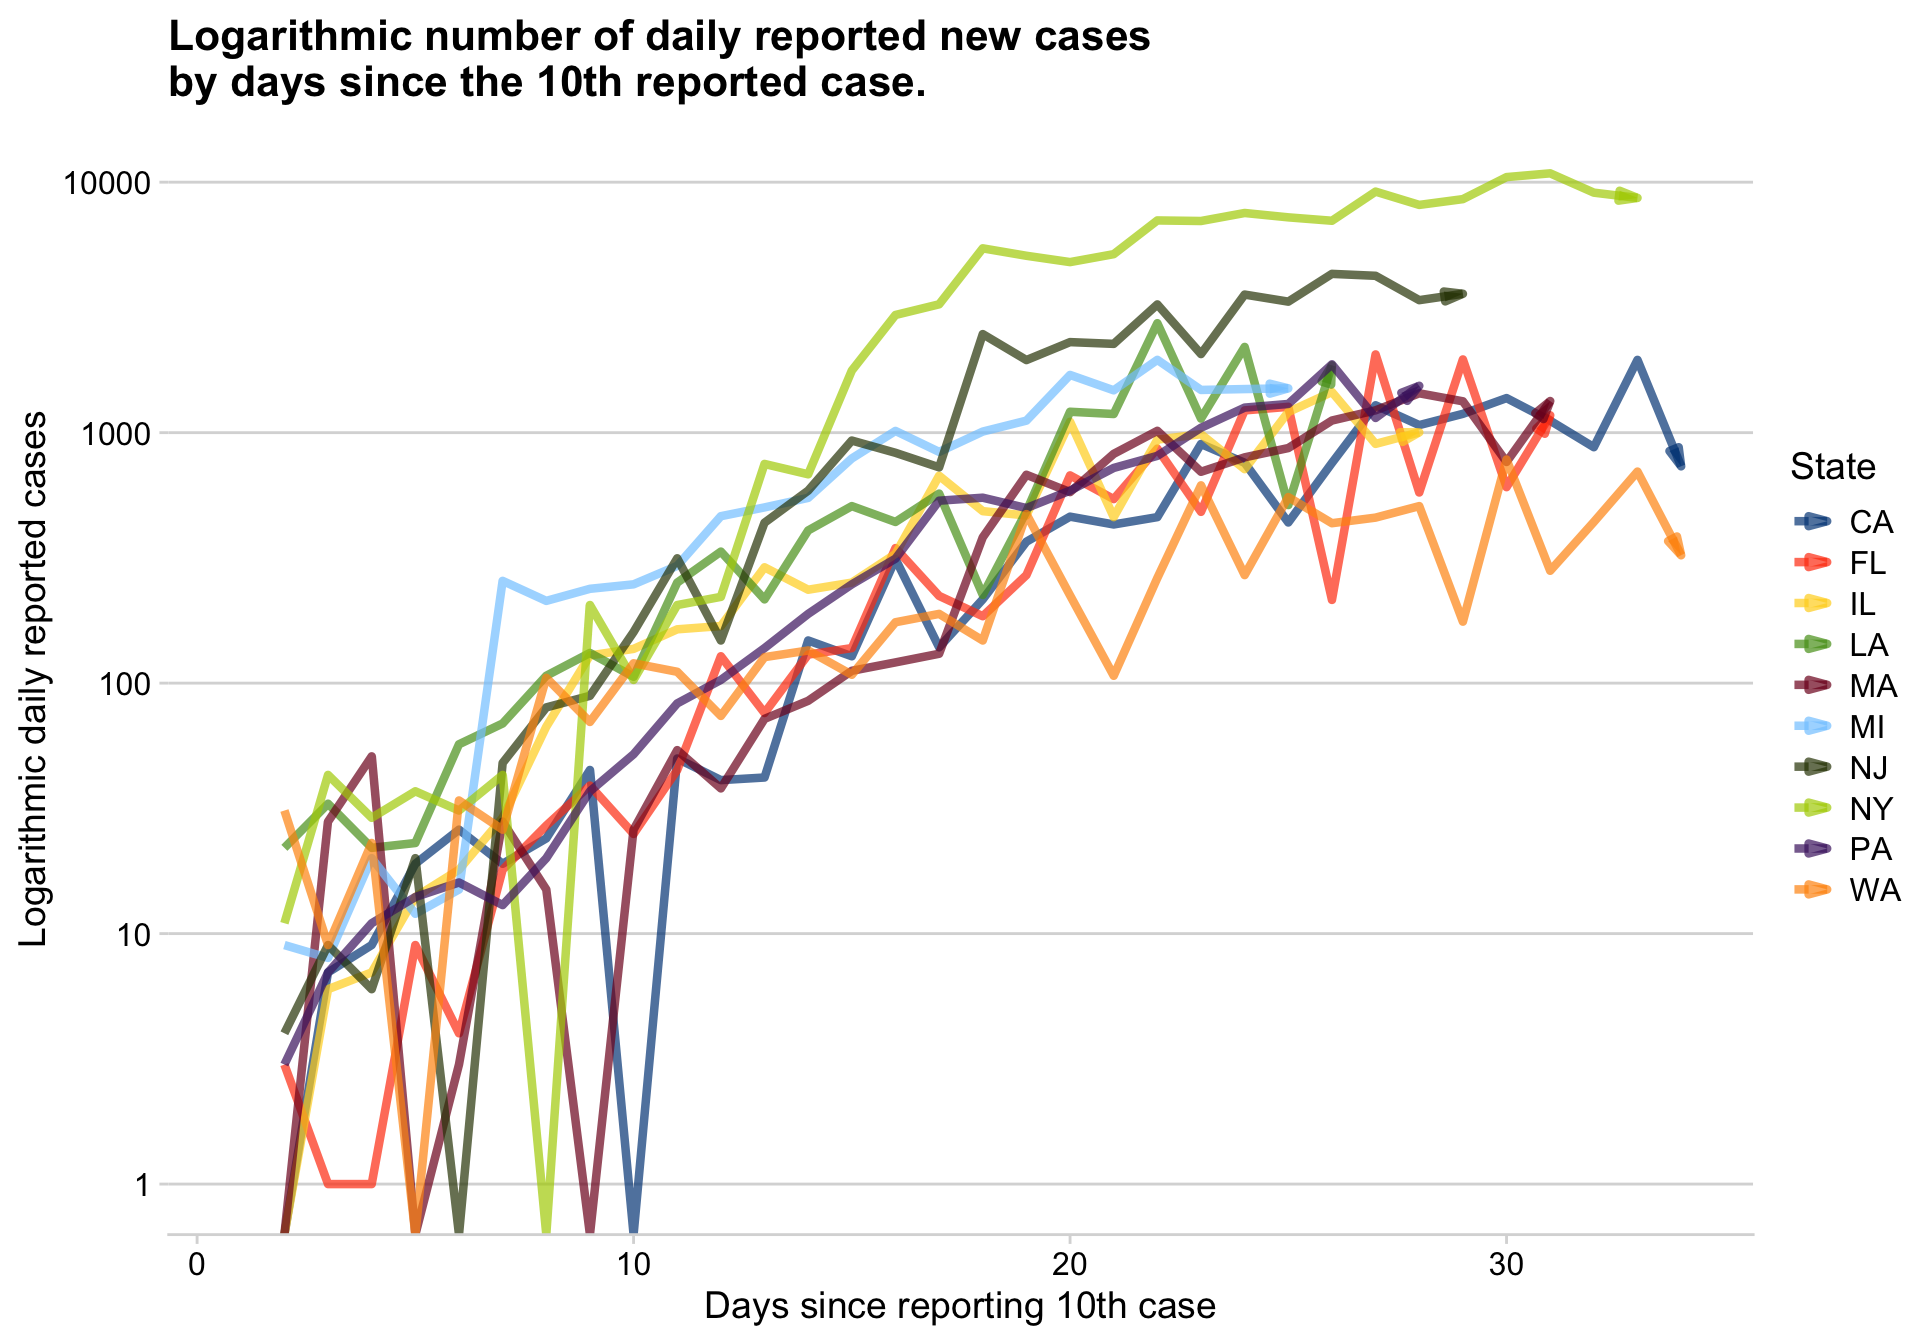 Logarithmic number of daily reported new cases
by days since the 10th reported case.
Logarithmic daily reported cases
10000
1000
100
10
1
0
10
20
30
Days since reporting 10th case
State
CA
FL
IL
LA
MA
MI
NJ
NY
PA
WA